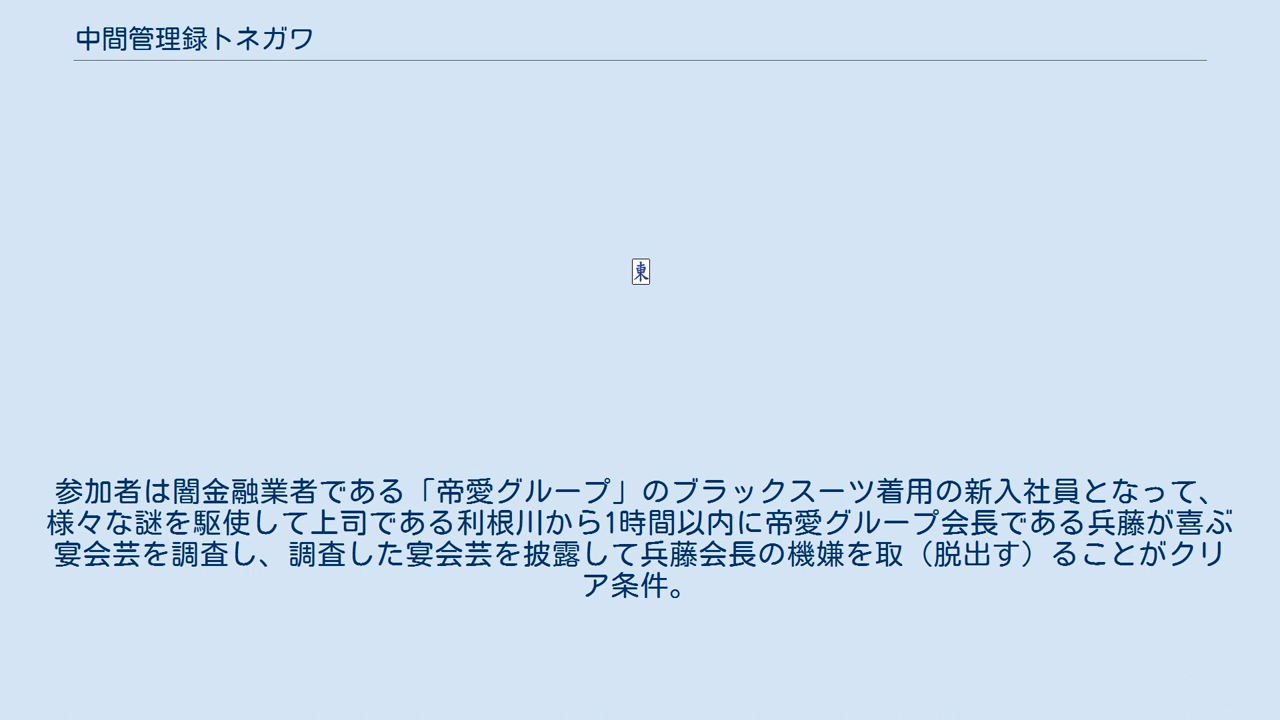 中間管理録トネガワ
東
参加者は闇金融業者である「帝愛グループ」のブラックスーツ着用の新入社員となって、
様々な謎を駆使して上司である利根川から1時間以内に帝愛グループ会長である兵藤が喜ぶ
宴会芸を調査し、調査した宴会芸を披露して兵藤会長の機嫌を取（脱出す）ることがクリ
ア条件。